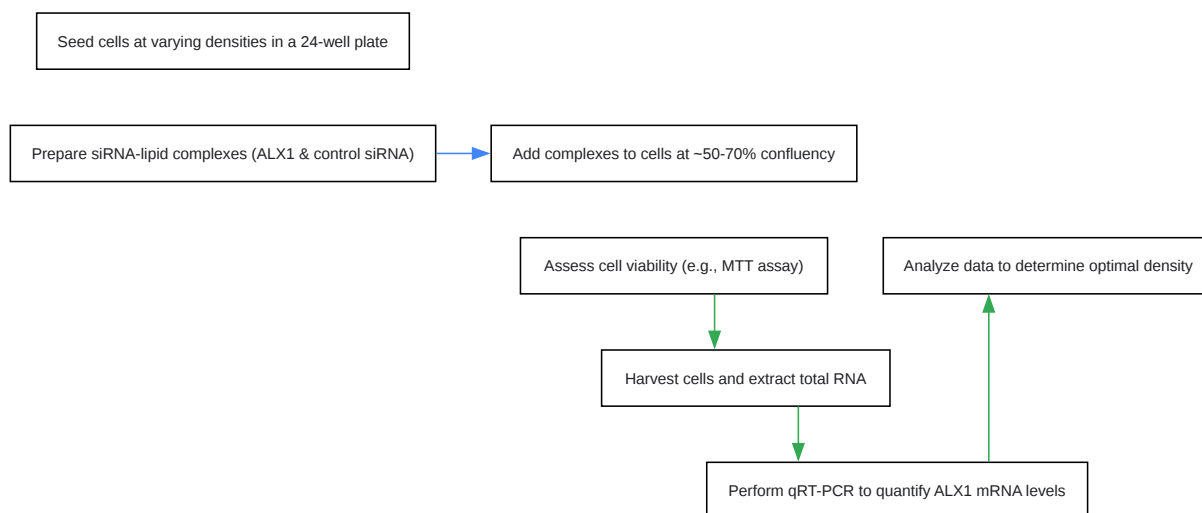 Seed cells at varying densities in a 24-well plate
Prepare siRNA-lipid complexes (ALX1 & control siRNA)
Add complexes to cells at ~50-70% confluency
Assess cell viability (e.g., MTT assay)
Analyze data to determine optimal density
Harvest cells and extract total RNA
Perform qRT-PCR to quantify ALX1 mRNA levels